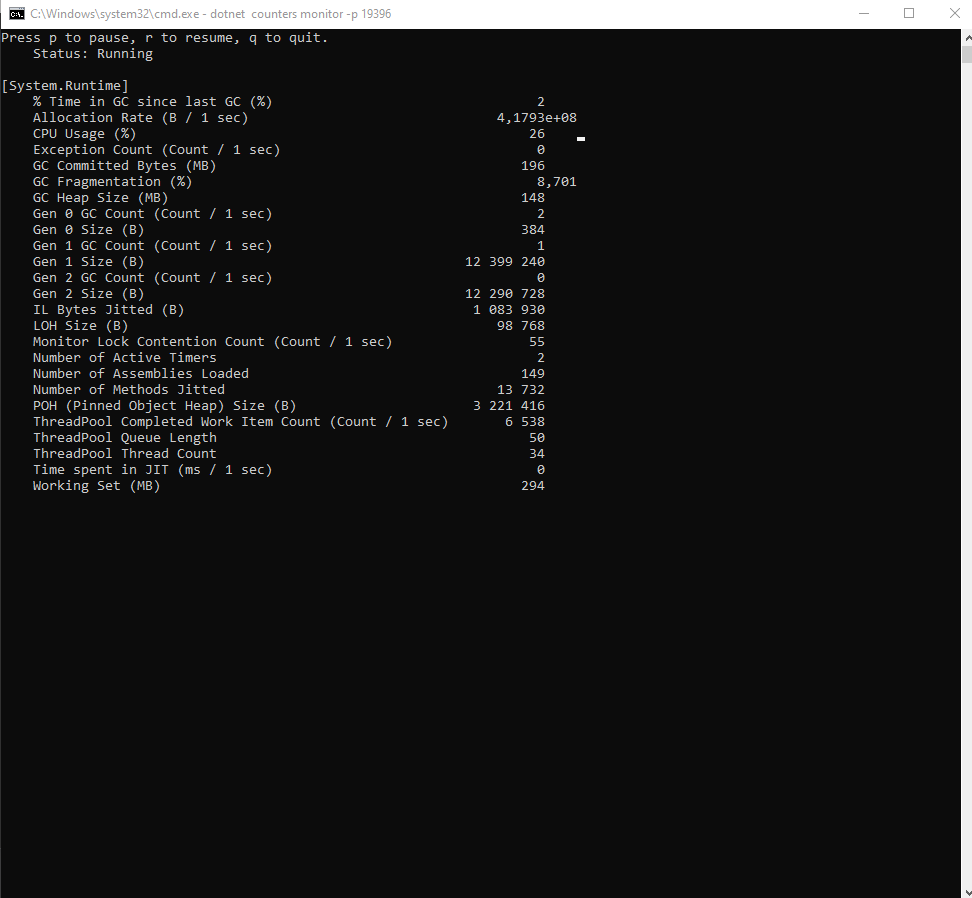 C:\Windows\system32\cmd.exe - dotnet  counters monitor -p 19396
Press p to pause, r to resume, q to quit.
    Status: Running

[System.Runtime]
    % Time in GC since last GC (%)                                 2
    Allocation Rate (B / 1 sec)                               4,1793e+08
    CPU Usage (%)                                                 26
    Exception Count (Count / 1 sec)                                0
    GC Committed Bytes (MB)                                      196
    GC Fragmentation (%)                                           8,701
    GC Heap Size (MB)                                            148
    Gen 0 GC Count (Count / 1 sec)                                 2
    Gen 0 Size (B)                                               384
    Gen 1 GC Count (Count / 1 sec)                                 1
    Gen 1 Size (B)                                        12 399 240
    Gen 2 GC Count (Count / 1 sec)                                 0
    Gen 2 Size (B)                                        12 290 728
    IL Bytes Jitted (B)                                    1 083 930
    LOH Size (B)                                              98 768
    Monitor Lock Contention Count (Count / 1 sec)                 55
    Number of Active Timers                                        2
    Number of Assemblies Loaded                                  149
    Number of Methods Jitted                                  13 732
    POH (Pinned Object Heap) Size (B)                      3 221 416
    ThreadPool Completed Work Item Count (Count / 1 sec)       6 538
    ThreadPool Queue Length                                       50
    ThreadPool Thread Count                                       34
    Time spent in JIT (ms / 1 sec)                                 0
    Working Set (MB)                                             294